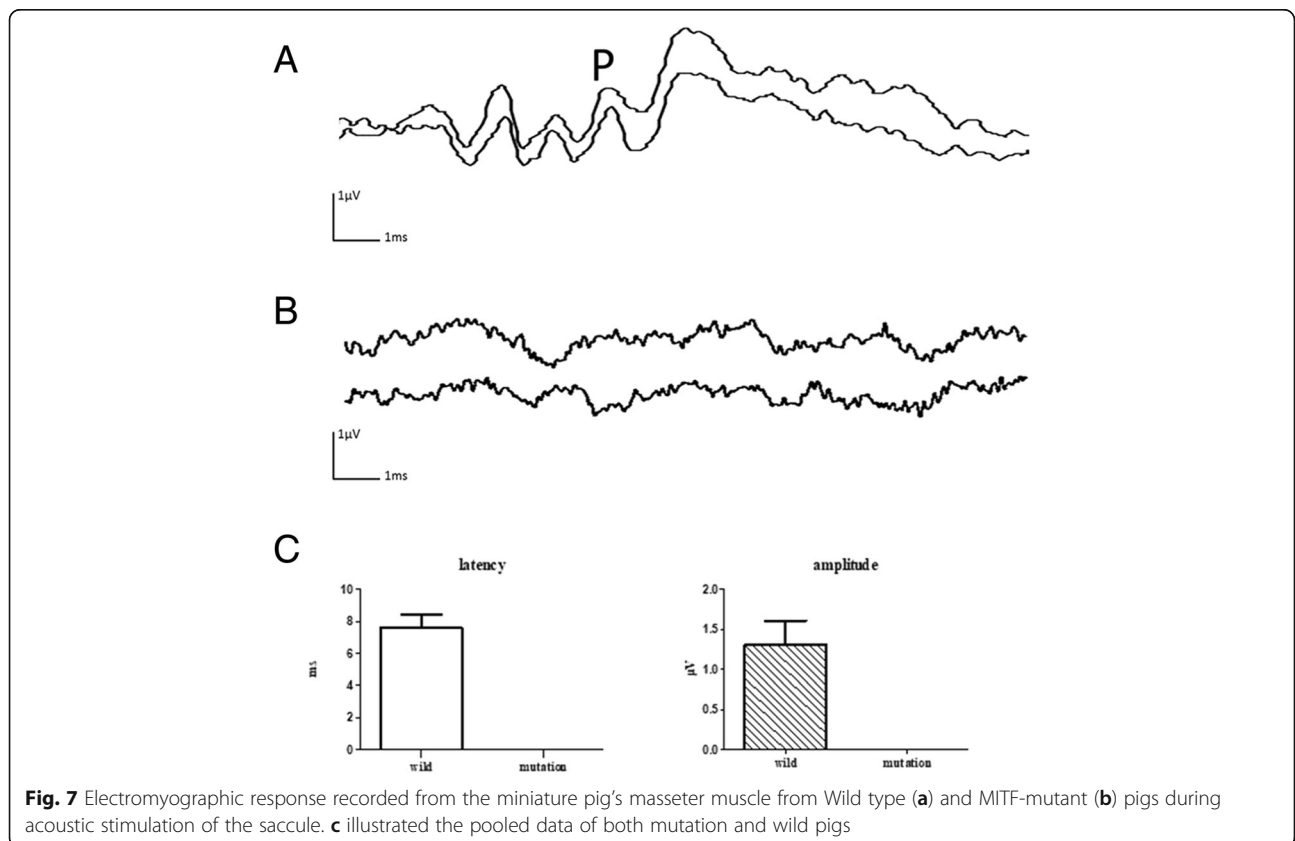 A
P
1μV
1ms
B
1μV
1ms
C
latency
10
8
6
4
2
0
ms
wild
mutation
amplitude
2.0
1.5
1.0
0.5
0.0
μV
wild
mutation
Fig. 7 Electromyographic response recorded from the miniature pig's masseter muscle from Wild type (a) and MITF-mutant (b) pigs during
acoustic stimulation of the saccule. c illustrated the pooled data of both mutation and wild pigs